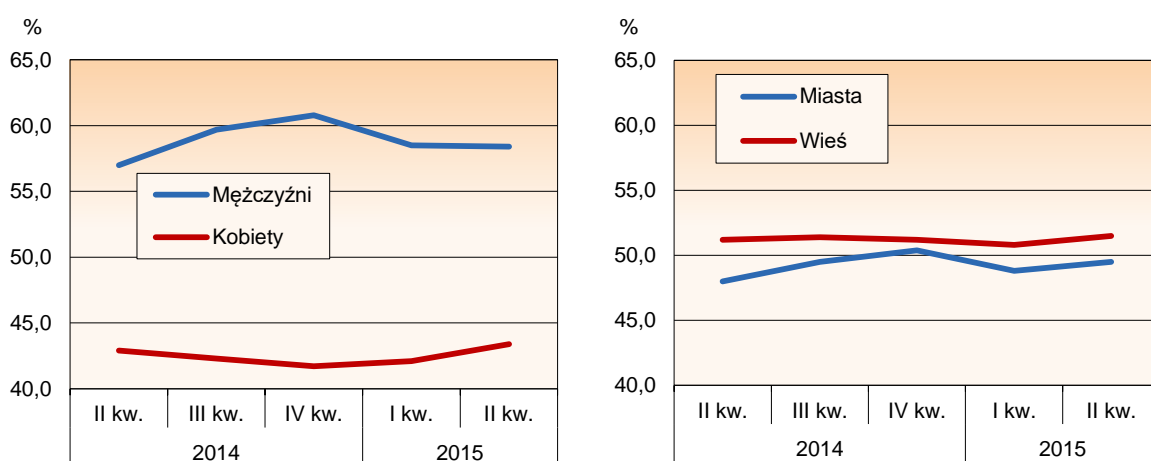 %
65,0
60,0
55,0
50,0
45,0
40,0
Mężczyźni
Kobiety
II kw. III kw. IV kw. I kw. II kw.
2014 2015
%
65,0
60,0
55,0
50,0
45,0
40,0
Miasta
Wieś
II kw. III kw. IV kw. I kw. II kw.
2014 2015